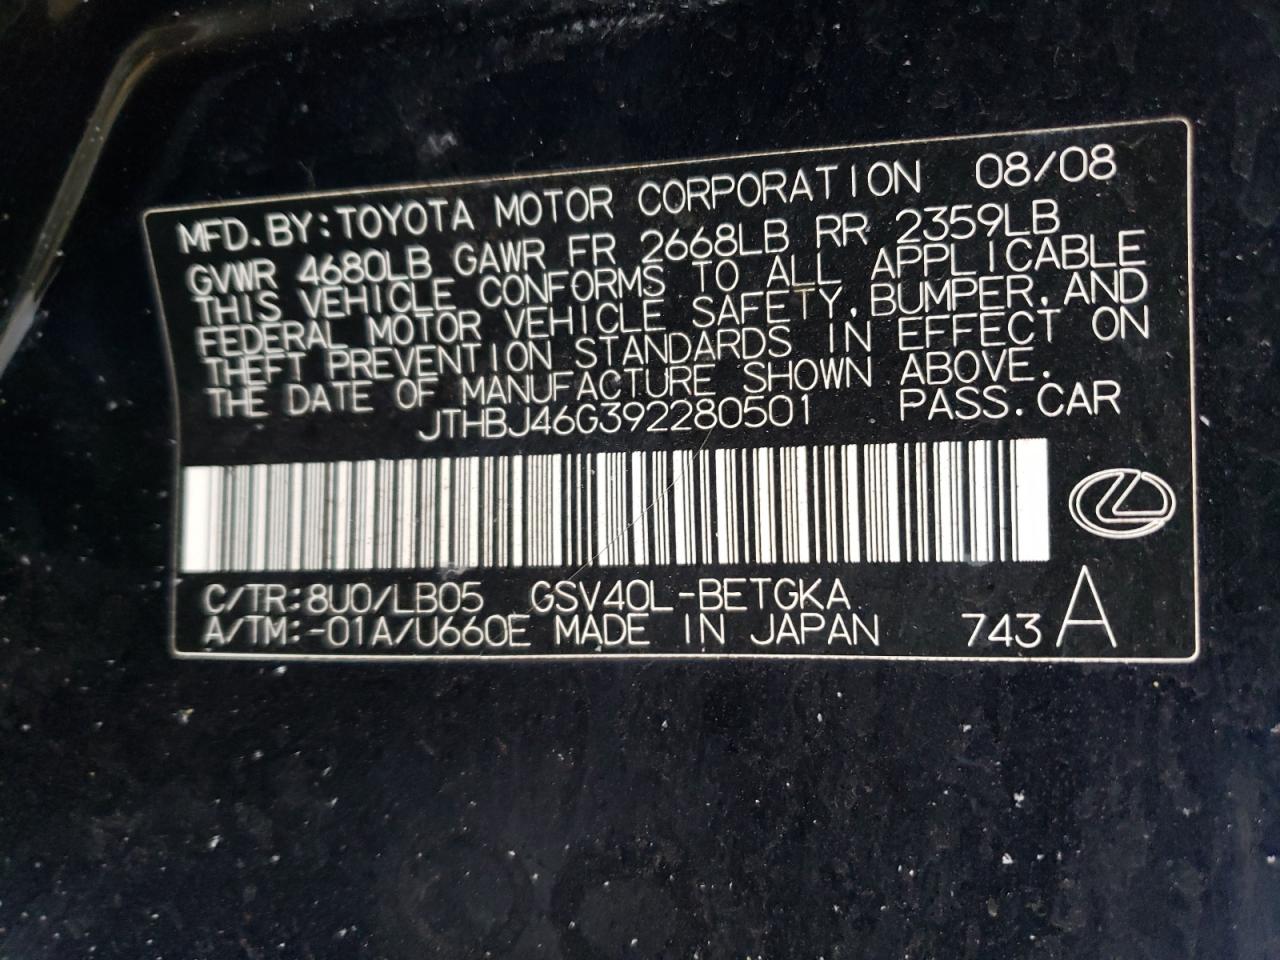 MFD. BY: TOYOTA MOTOR CORPORATION 08/08
GVWR 4680LB GAWR FR 2668LB RR 2359LB
THIS VEHICLE CONFORMS TO ALL APPLICABLE
FEDERAL MOTOR VEHICLE SAFETY, BUMPER, AND
THEFT PREVENTION STANDARDS IN EFFECT ON
THE DATE OF MANUFACTURE SHOWN ABOVE.
JTHBJ46G392280501 PASS. CAR
C/TR: 8U0/LB05 GSV40L-BETGKA
A/TM: -01A/U660E MADE IN JAPAN 743 A